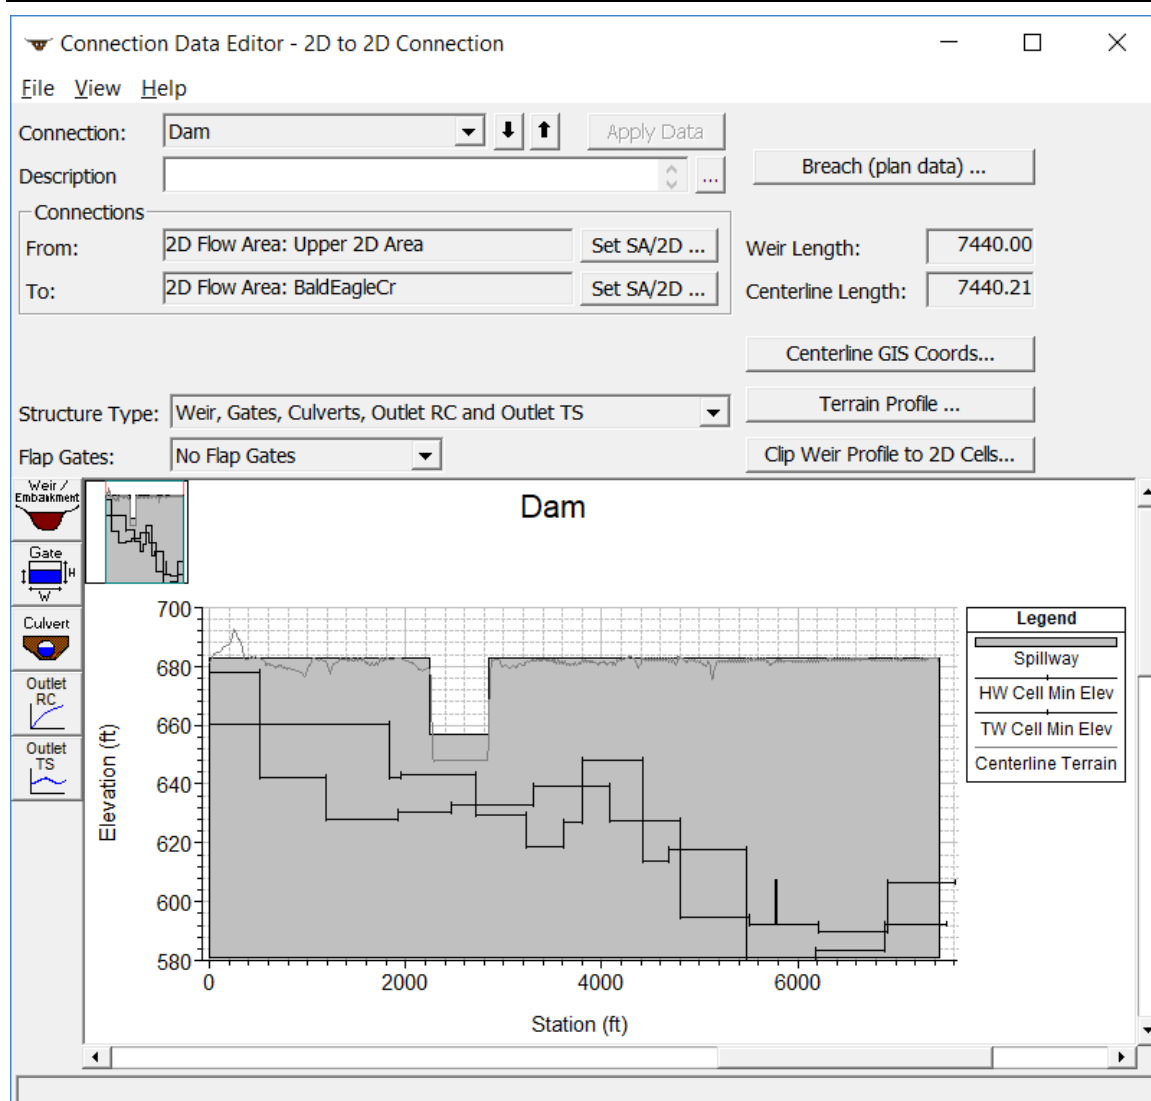 Connection Data Editor - 2D to 2D Connection
File View Help
Connection: Dam Apply Data
Description ... Breach (plan data) ...
Connections
From: 2D Flow Area: Upper 2D Area Set SA/2D ... Weir Length: 7440.00
To: 2D Flow Area: BaldEagleCr Set SA/2D ... Centerline Length: 7440.21
Centerline GIS Coords...
Structure Type: Weir, Gates, Culverts, Outlet RC and Outlet TS Terrain Profile ...
Flap Gates: No Flap Gates Clip Weir Profile to 2D Cells...
Weir /
Embankment
Gate
H
W
Culvert
Outlet
RC
Outlet
TS
Dam
700
680
660
640
620
600
580
Elevation (ft)
0 2000 4000 6000
Station (ft)
Legend
Spillway
HW Cell Min Elev
TW Cell Min Elev
Centerline Terrain